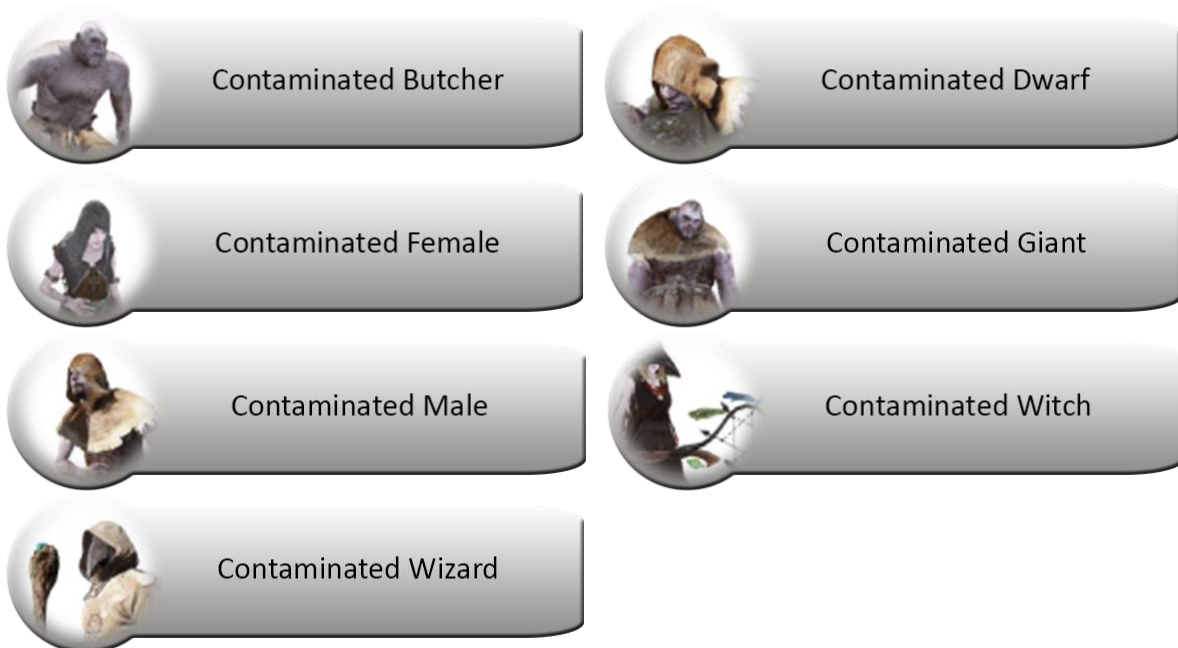 Contaminated Butcher
Contaminated Dwarf
Contaminated Female
Contaminated Giant
Contaminated Male
Contaminated Witch
Contaminated Wizard